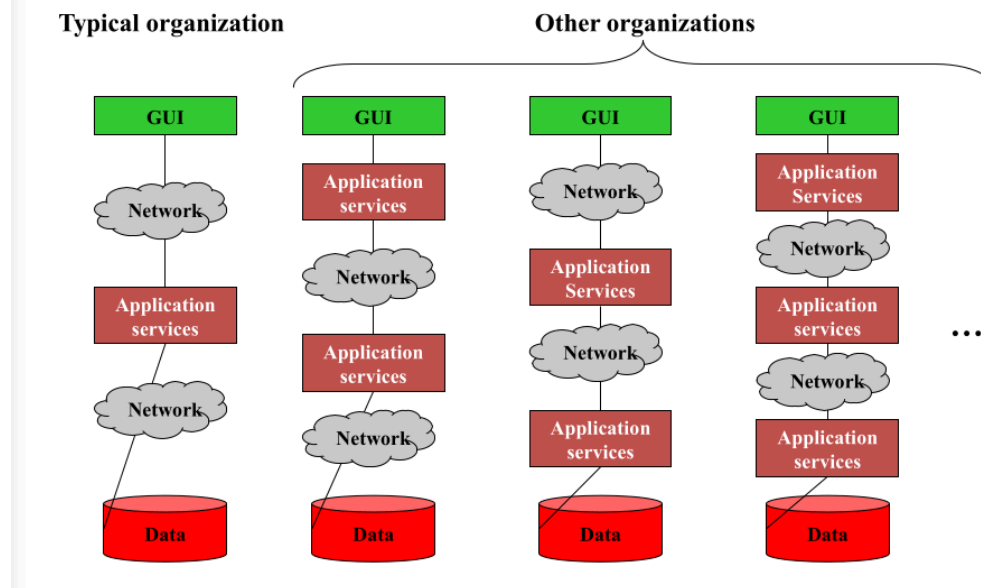 Typical organization
Other organizations
GUI
Network
Application
services
Network
Data
GUI
Application
services
Network
Application
services
Network
Data
GUI
Network
Application
Services
Network
Application
services
Data
GUI
Application
Services
Network
Application
services
Network
Application
services
Data
...